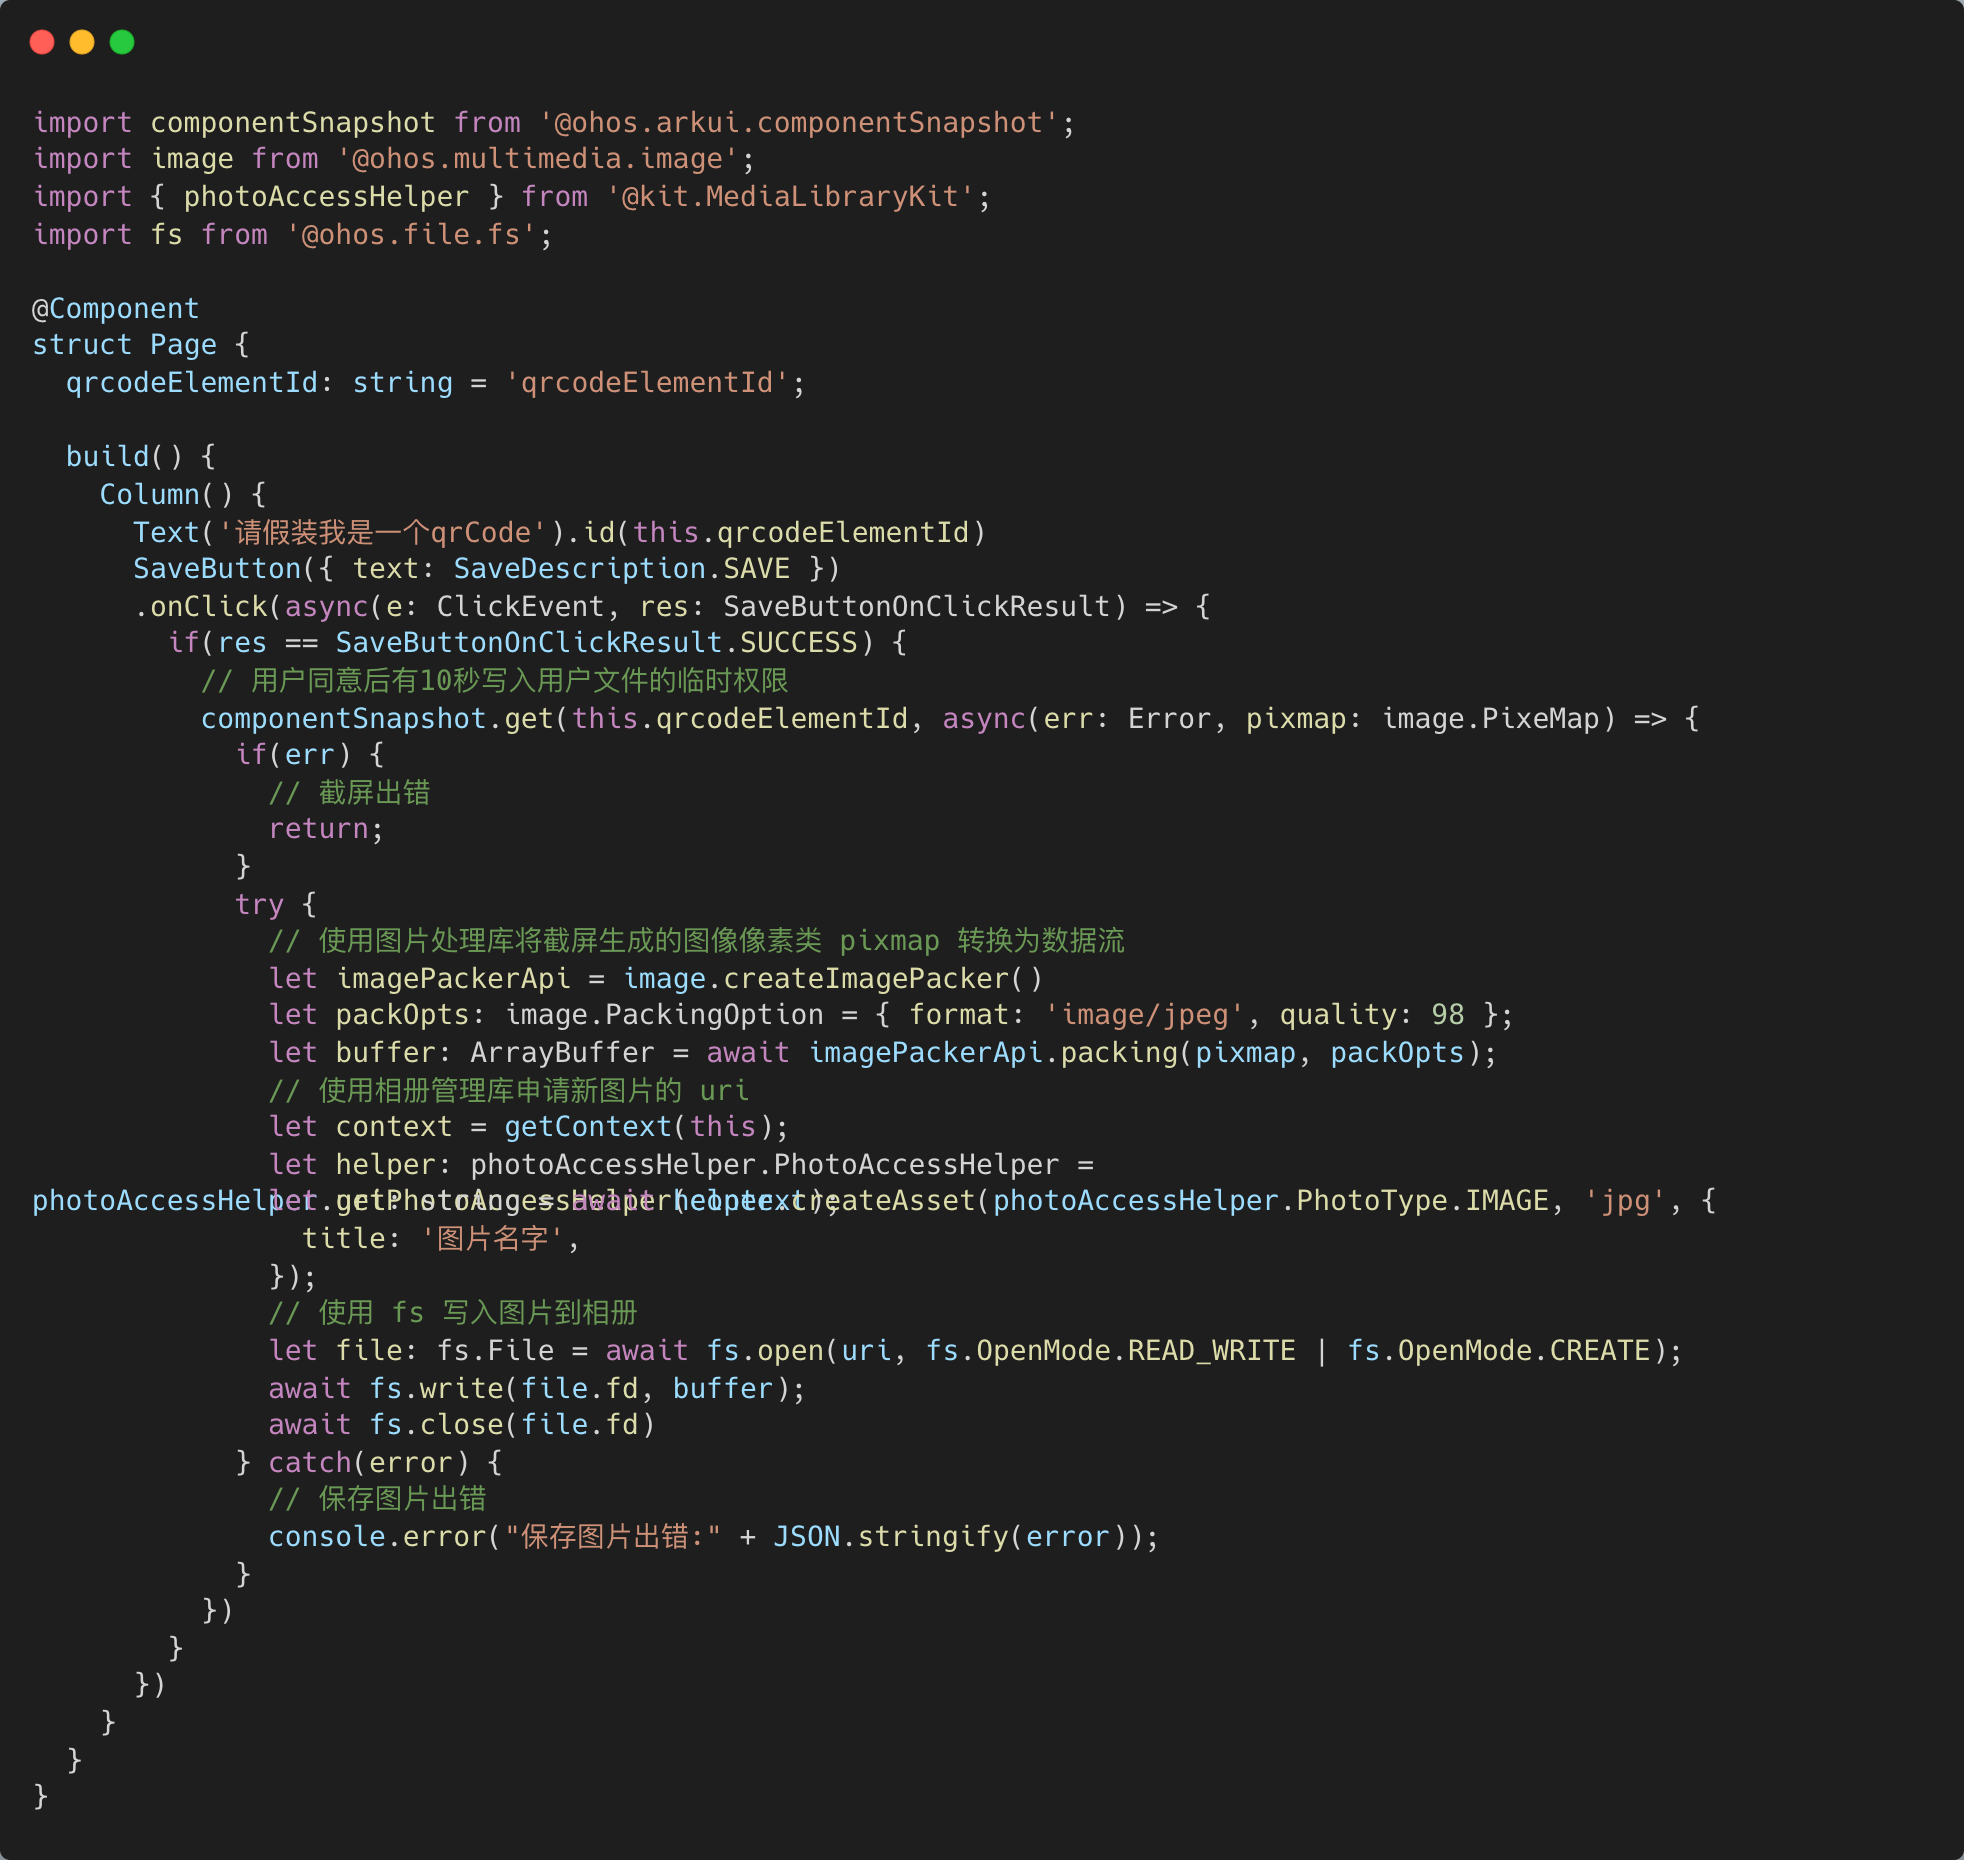 import componentSnapshot from '@ohos.arkui.componentSnapshot';
import image from '@ohos.multimedia.image';
import { photoAccessHelper } from '@kit.MediaLibraryKit';
import fs from '@ohos.file.fs';
@Component
struct Page {
  qrcodeElementId: string = 'qrcodeElementId';
  build() {
    Column() {
      Text('请假装我是一个qrCode').id(this.qrcodeElementId)
      SaveButton({ text: SaveDescription.SAVE })
      .onClick(async(e: ClickEvent, res: SaveButtonOnClickResult) => {
        if(res == SaveButtonOnClickResult.SUCCESS) {
          // 用户同意后有10秒写入用户文件的临时权限
          componentSnapshot.get(this.qrcodeElementId, async(err: Error, pixmap: image.PixeMap) => {
            if(err) {
              // 截屏出错
              return;
            }
            try {
              // 使用图片处理库将截屏生成的图像像素类 pixmap 转换为数据流
              let imagePackerApi = image.createImagePacker()
              let packOpts: image.PackingOption = { format: 'image/jpeg', quality: 98 };
              let buffer: ArrayBuffer = await imagePackerApi.packing(pixmap, packOpts);
              // 使用相册管理库申请新图片的 uri
              let context = getContext(this);
              let helper: photoAccessHelper.PhotoAccessHelper =
photoAccessHelper.getPhotoAccessHelper(context);
              let uri: string = await helper.createAsset(photoAccessHelper.PhotoType.IMAGE, 'jpg', {
                title: '图片名字',
              });
              // 使用 fs 写入图片到相册
              let file: fs.File = await fs.open(uri, fs.OpenMode.READ_WRITE | fs.OpenMode.CREATE);
              await fs.write(file.fd, buffer);
              await fs.close(file.fd)
            } catch(error) {
              // 保存图片出错
              console.error("保存图片出错:" + JSON.stringify(error));
            }
          })
        }
      })
    }
  }
}